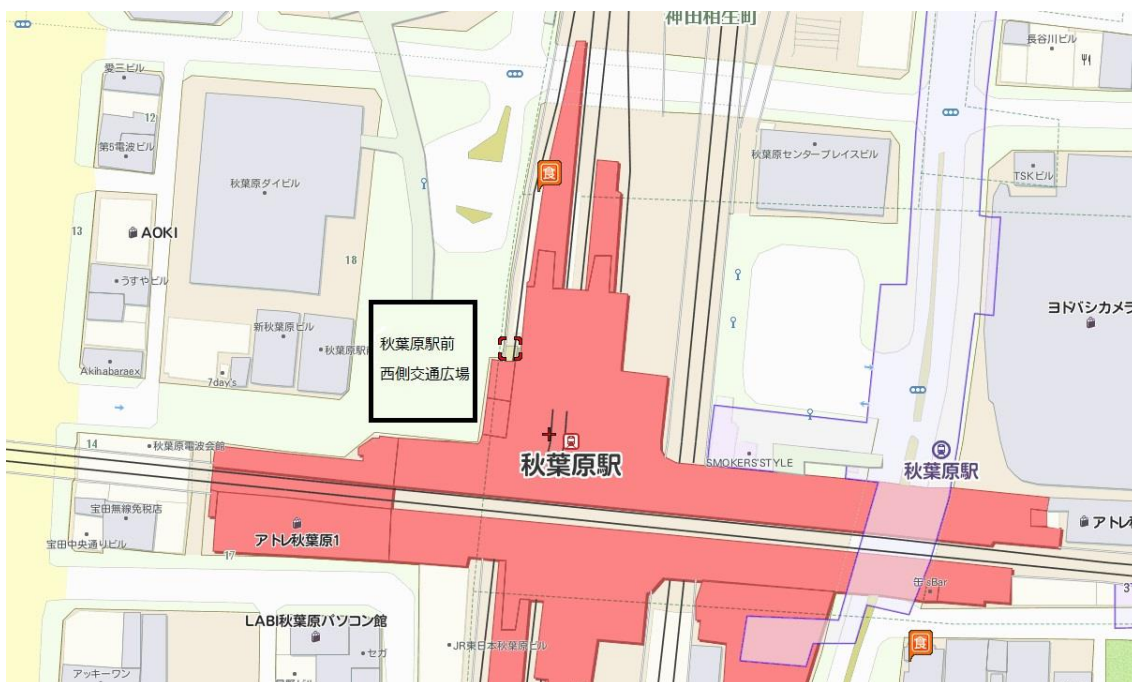 神田相生町
長谷川ビル
愛三ビル
12
第5電波ビル
秋葉原センタープレイスビル
TSKビル
秋葉原ダイビル
食
13
AOKI
18
うすやビル
ヨドバシカメラ
新秋葉原ビル
秋葉原駅前
秋葉原駅前
西側交通広場
Akihabaraex
7day's
14
秋葉原電波会館
秋葉原駅
SMOKERS'STYLE
秋葉原駅
宝田無線免税店
アトレ秋葉原1
宝田中央通りビル
17
LABI秋葉原パソコン館
セガ
JR東日本秋葉原ビル
食
アッキーワン